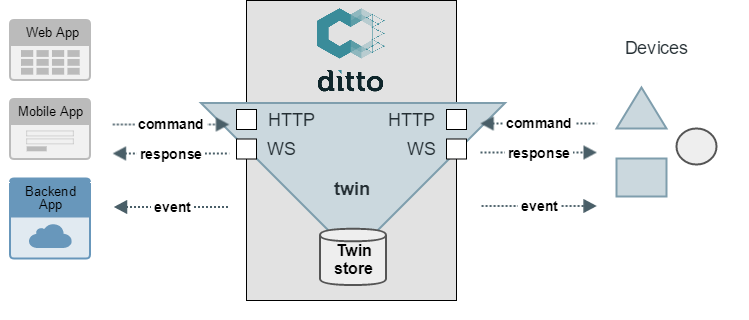 Web App
Mobile App
Backend
App
ditto
HTTP
WS
HTTP
WS
twin
Twin
store
command
response
event
Devices
command
response
event